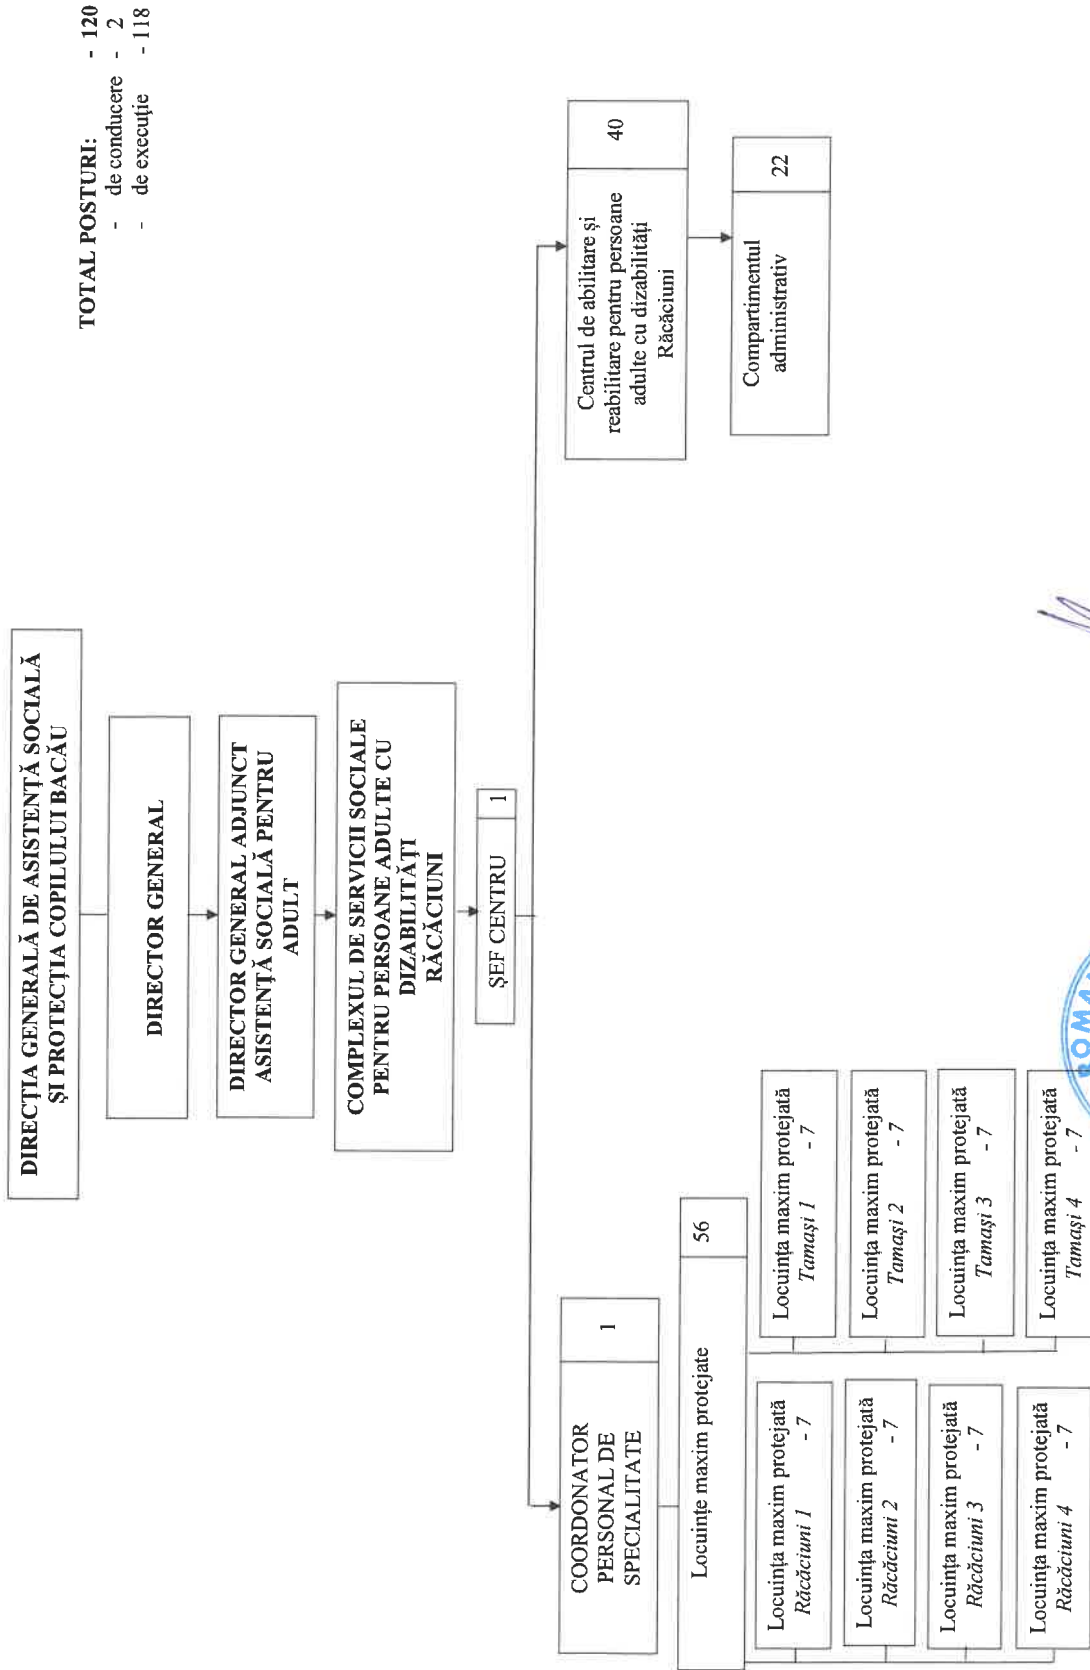 TOTAL POSTURI: - 120
- de conducere - 2
- de execuție - 118
DIRECȚIA GENERALĂ DE ASISTENȚĂ SOCIALĂ
ȘI PROTECȚIA COPILULUI BACĂU
DIRECTOR GENERAL
DIRECTOR GENERAL ADJUNCT
ASISTENȚĂ SOCIALĂ PENTRU
ADULT
COMPLEXUL DE SERVICII SOCIALE
PENTRU PERSOANE ADULTE CU
DIZABILITĂȚI
RĂCĂCIUNI
ȘEF CENTRU 1
COORDONATOR
PERSONAL DE
SPECIALITATE
1
Locuințe maxim protejate 56
Locuința maxim protejată
Răcăciuni 1 - 7
Locuința maxim protejată
Răcăciuni 2 - 7
Locuința maxim protejată
Răcăciuni 3 - 7
Locuința maxim protejată
Răcăciuni 4 - 7
Locuința maxim protejată
Tamași 1 - 7
Locuința maxim protejată
Tamași 2 - 7
Locuința maxim protejată
Tamași 3 - 7
Locuința maxim protejată
Tamași 4 - 7
Centrul de abilitare și
reabilitare pentru persoane
adulte cu dizabilități
Răcăciuni
40
Compartimentul
administrativ
22